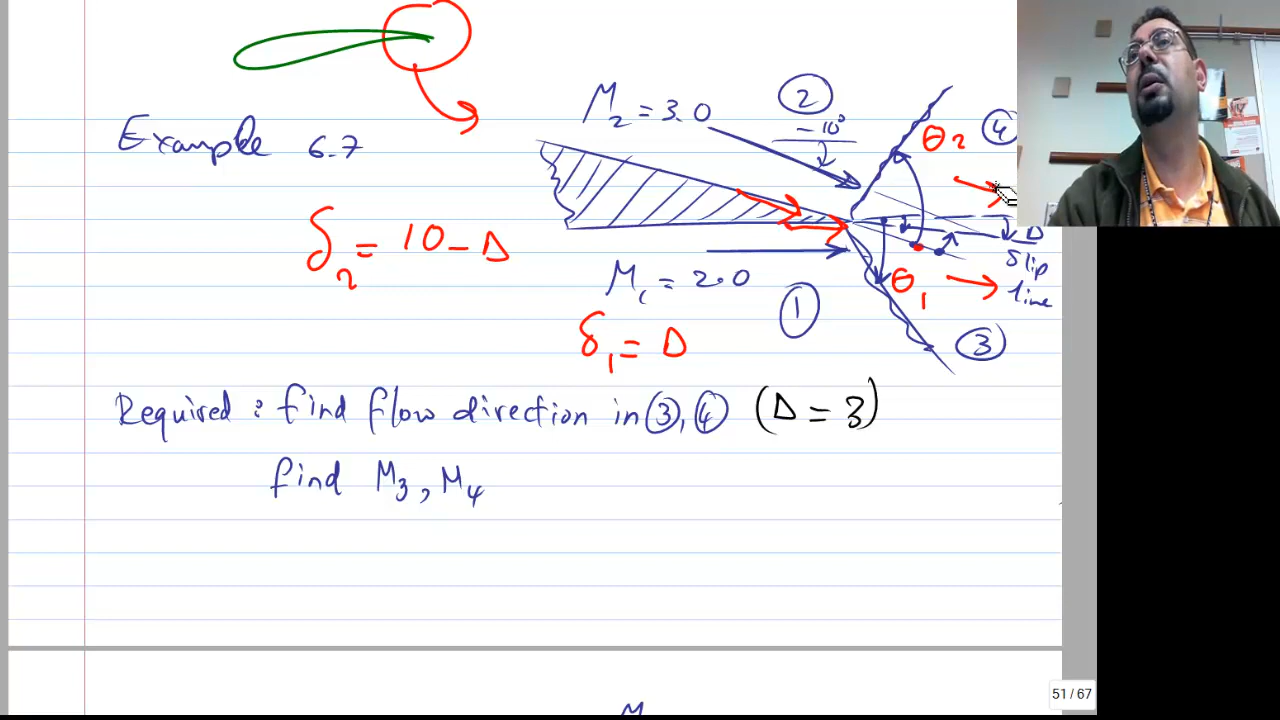 Example 6.7
M₂ = 3.0
②
-10°
θ₂
④
δ₂ = 10 - Δ
Δ
slip
line
M₁ = 2.0
①
θ₁
③
δ₁ = Δ
Required : find flow direction in ③, ④ (Δ = 3)
find M₃, M₄
51 / 67